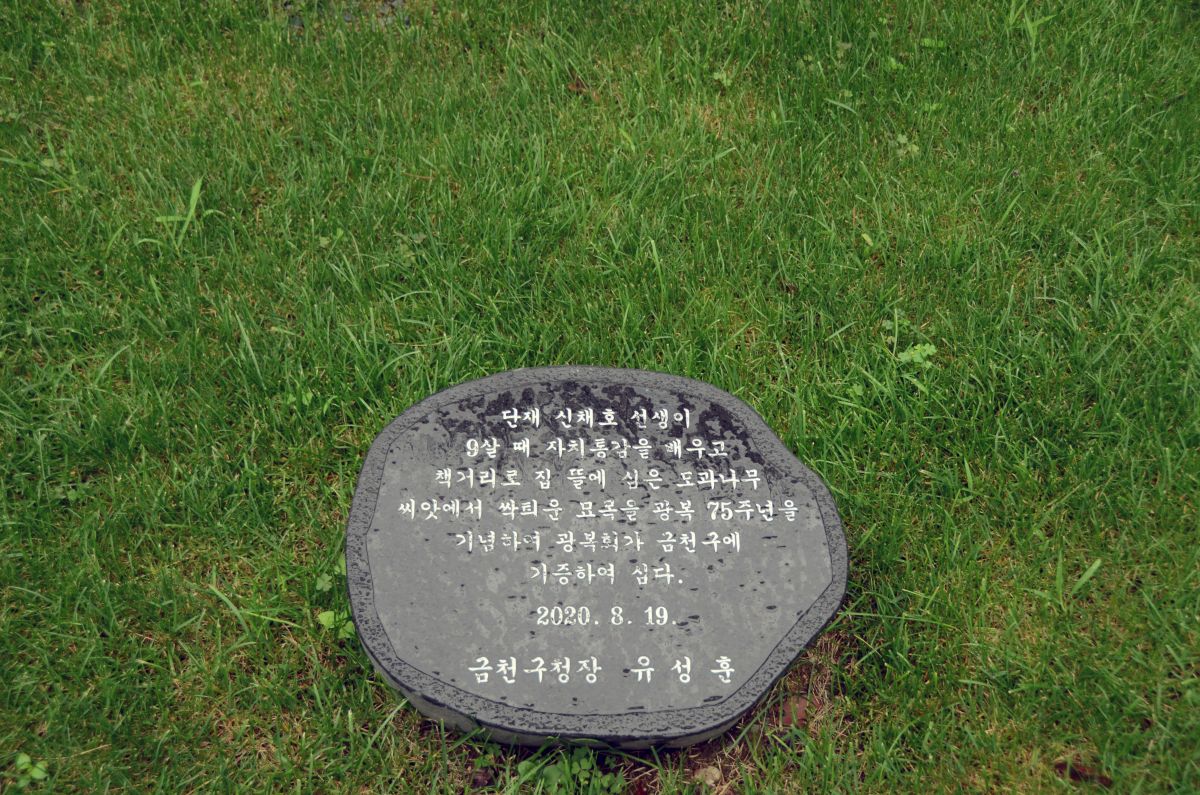 단재 신채호 선생이
9살 때 자치통감을 배우고
책거리로 집 뜰에 심은 모과나무
씨앗에서 싹틔운 묘목을 광복 75주년을
기념하여 광복회가 금천구에
기증하여 심다.
2020. 8. 19.
금천구청장 유성훈